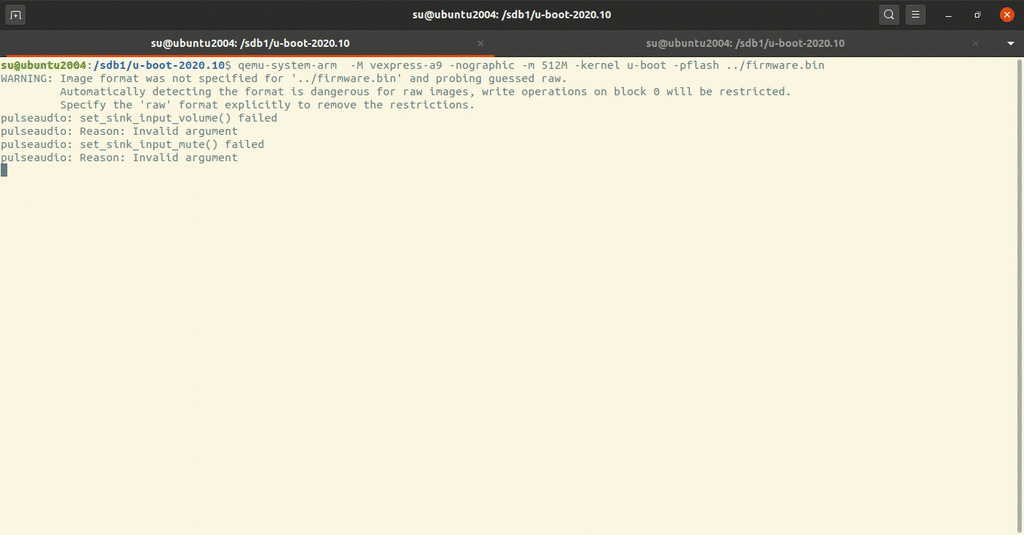 su@ubuntu2004: /sdb1/u-boot-2020.10
su@ubuntu2004: /sdb1/u-boot-2020.10
su@ubuntu2004: /sdb1/u-boot-2020.10
su@ubuntu2004:/sdb1/u-boot-2020.10$ qemu-system-arm  -M vexpress-a9 -nographic -m 512M -kernel u-boot -pflash ../firmware.bin
WARNING: Image format was not specified for '../firmware.bin' and probing guessed raw.
         Automatically detecting the format is dangerous for raw images, write operations on block 0 will be restricted.
         Specify the 'raw' format explicitly to remove the restrictions.
pulseaudio: set_sink_input_volume() failed
pulseaudio: Reason: Invalid argument
pulseaudio: set_sink_input_mute() failed
pulseaudio: Reason: Invalid argument